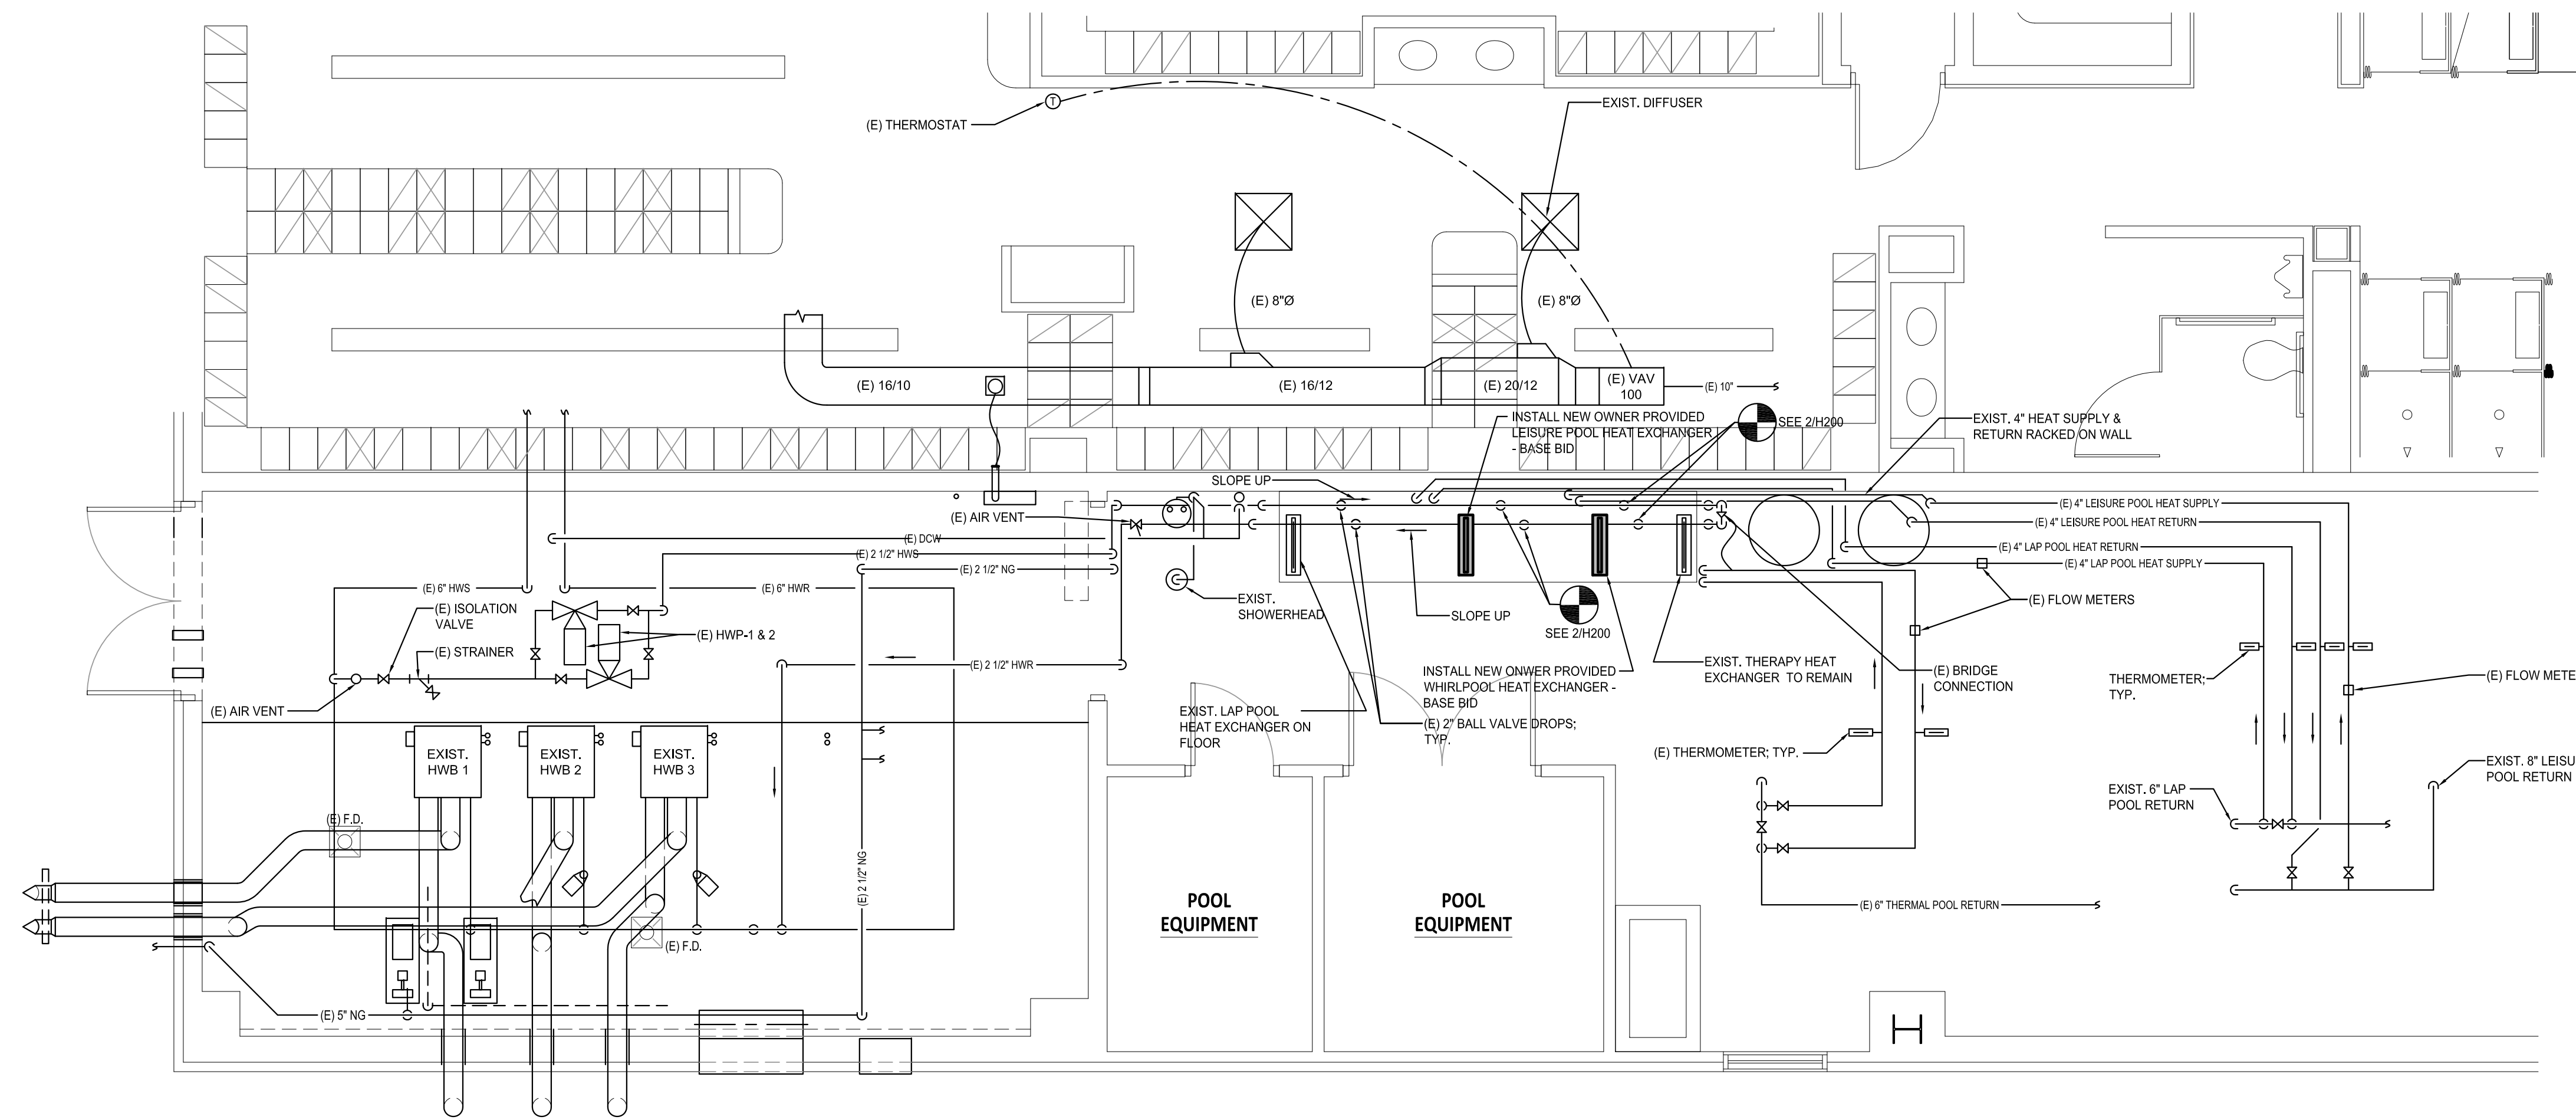 EXIST. DIFFUSER
(E) THERMOSTAT
T
(E) 8"Ø
(E) 8"Ø
(E) 16/10
(E) 16/12
(E) 20/12
(E) VAV
100
(E) 10"
INSTALL NEW OWNER PROVIDED
LEISURE POOL HEAT EXCHANGER
- BASE BID
SEE 2/H200
EXIST. 4" HEAT SUPPLY &
RETURN RACKED ON WALL
SLOPE UP
(E) AIR VENT
(E) DCW
(E) 2 1/2" HWS
(E) 2 1/2" NG
(E) 4" LEISURE POOL HEAT SUPPLY
(E) 4" LEISURE POOL HEAT RETURN
(E) 4" LAP POOL HEAT RETURN
(E) 4" LAP POOL HEAT SUPPLY
(E) 6" HWS
(E) 6" HWR
(E) ISOLATION
VALVE
(E) STRAINER
(E) HWP-1 & 2
EXIST.
SHOWERHEAD
SLOPE UP
SEE 2/H200
(E) FLOW METERS
(E) 2 1/2" HWR
INSTALL NEW ONWER PROVIDED
WHIRLPOOL HEAT EXCHANGER -
BASE BID
EXIST. THERAPY HEAT
EXCHANGER TO REMAIN
(E) BRIDGE
CONNECTION
THERMOMETER;
TYP.
(E) FLOW METE
(E) AIR VENT
EXIST. LAP POOL
HEAT EXCHANGER ON
FLOOR
(E) 2" BALL VALVE DROPS;
TYP.
(E) THERMOMETER; TYP.
EXIST.
HWB 1
EXIST.
HWB 2
EXIST.
HWB 3
EXIST. 8" LEISU
POOL RETURN
EXIST. 6" LAP
POOL RETURN
(E) F.D.
(E) 2 1/2" NG
POOL
EQUIPMENT
POOL
EQUIPMENT
(E) 6" THERMAL POOL RETURN
(E) F.D.
(E) 5" NG